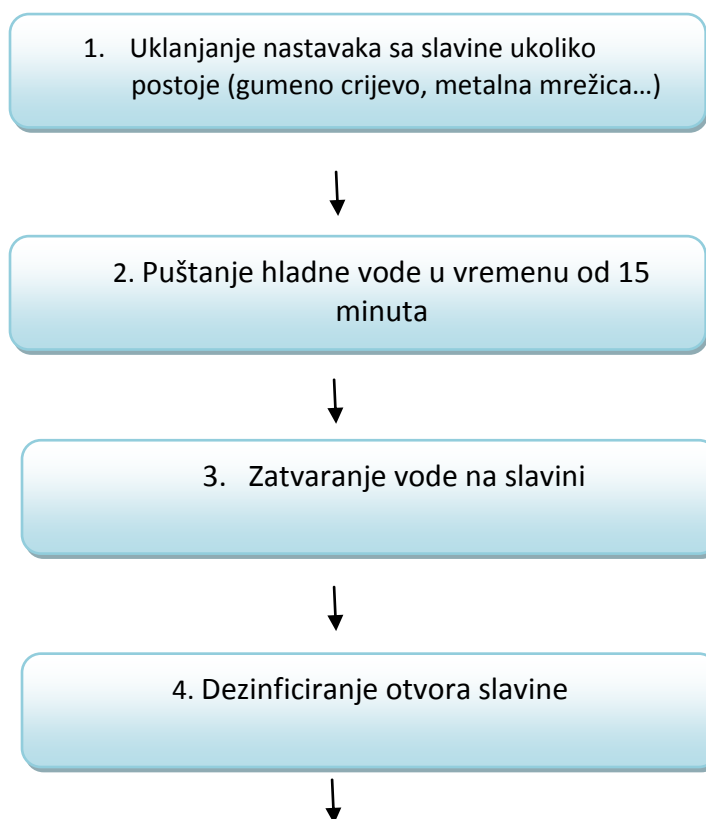 1. Uklanjanje nastavaka sa slavine ukoliko
postoje (gumeno crijevo, metalna mrežica…)
2. Puštanje hladne vode u vremenu od 15
minuta
3. Zatvaranje vode na slavini
4. Dezinficiranje otvora slavine